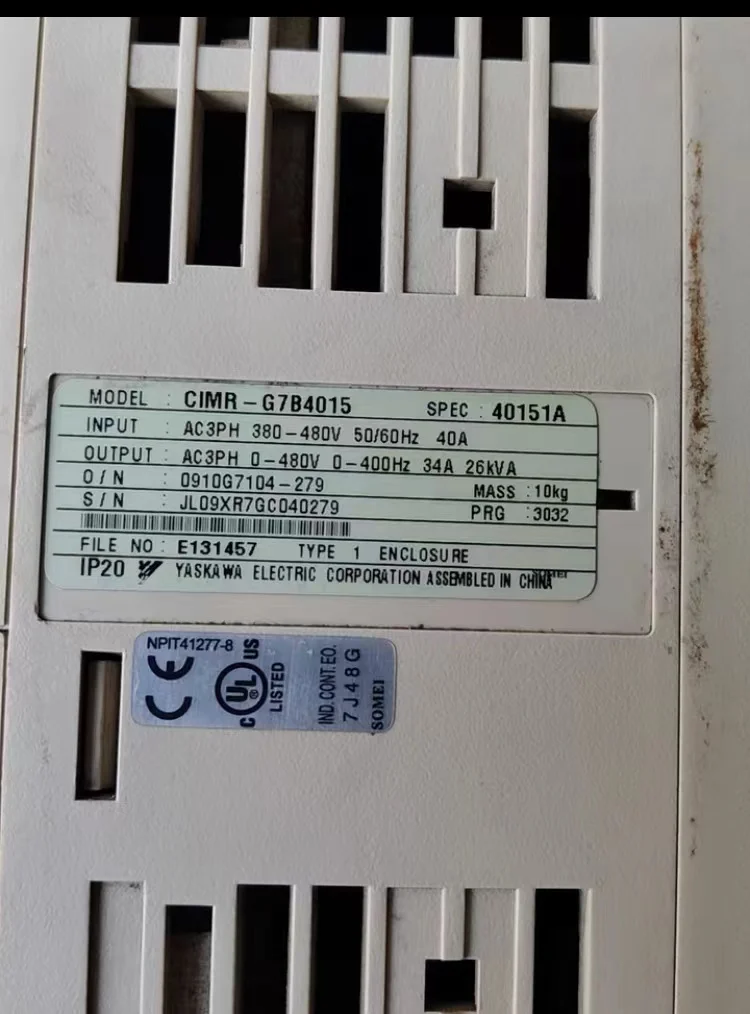 MODEL : CIMR-G7B4015 SPEC : 40151A
INPUT : AC3PH 380-480V 50/60Hz 40A
OUTPUT : AC3PH 0-480V 0-400Hz 34A 26kVA
O/N : 0910G7104-279 MASS : 10kg
S/N : JL09XR7GC040279 PRG : 3032
FILE NO : E131457 TYPE 1 ENCLOSURE
IP20 YASKAWA ELECTRIC CORPORATION ASSEMBLED IN CHINA
SOMEI
NPIT41277-8
CE
C UL US
®
LISTED
IND.CONT.EQ.
7J48G
SOMEI